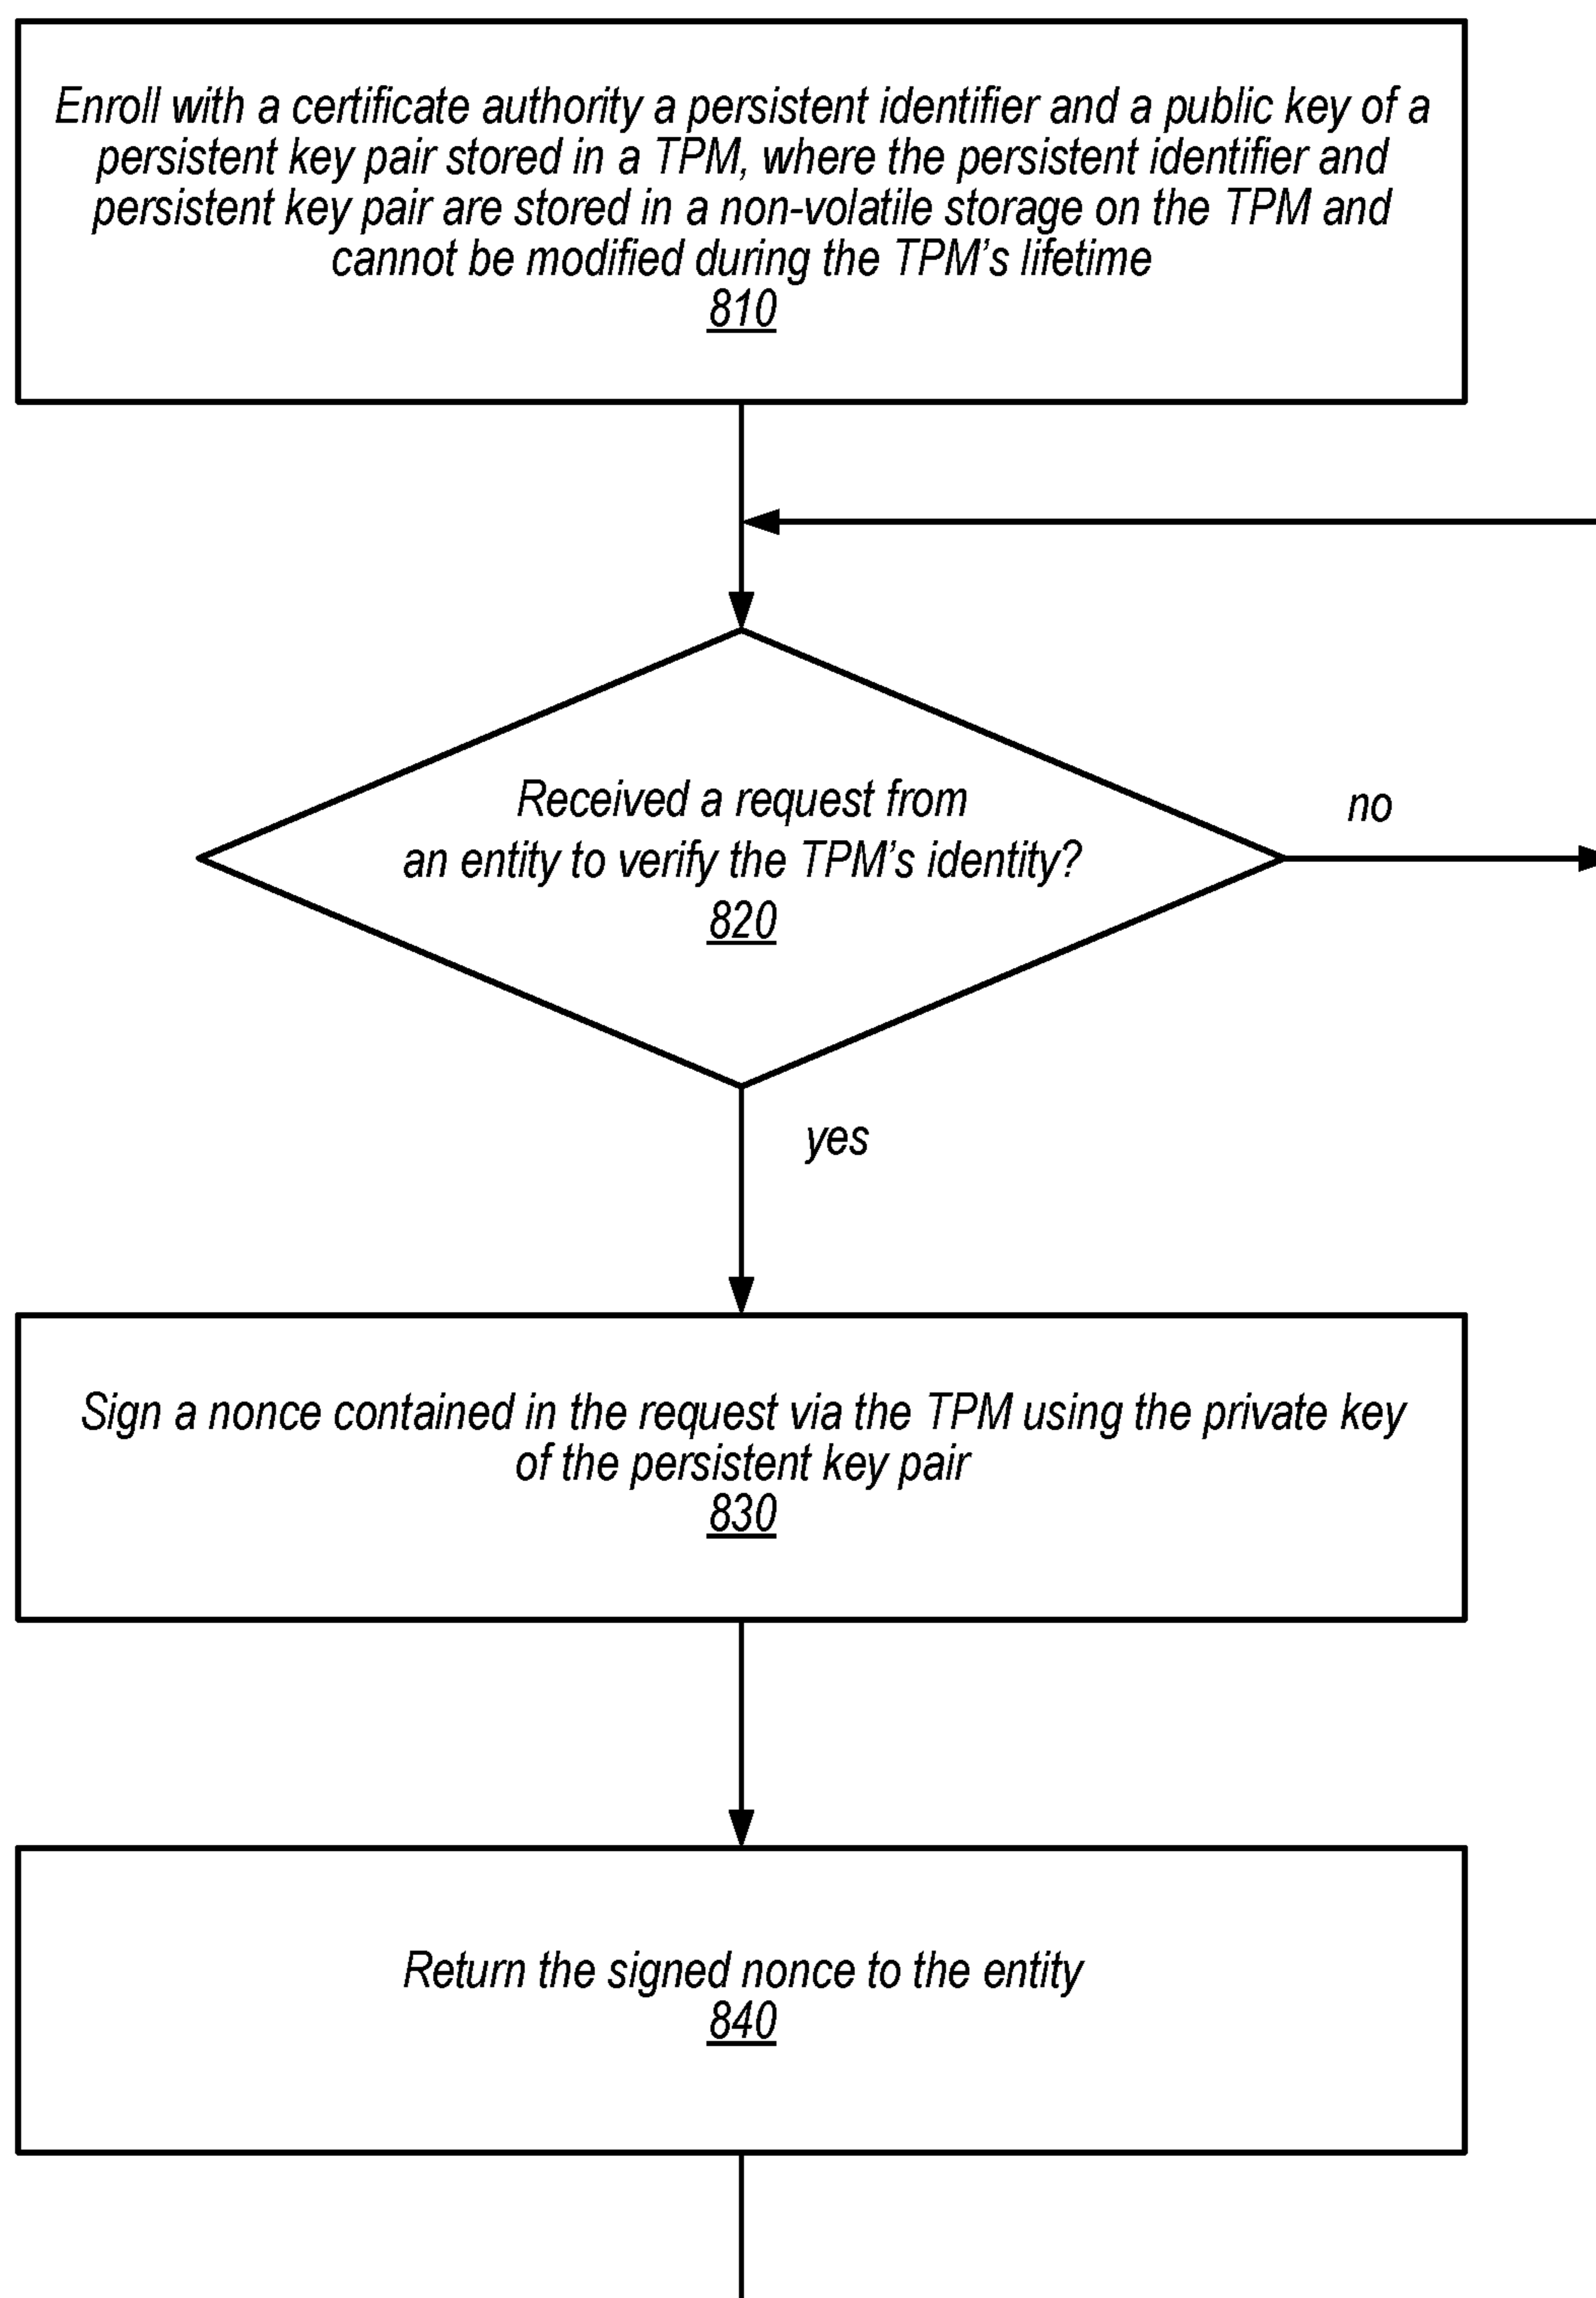 Enroll with a certificate authority a persistent identifier and a public key of a
persistent key pair stored in a TPM, where the persistent identifier and
persistent key pair are stored in a non-volatile storage on the TPM and
cannot be modified during the TPM's lifetime
810
Received a request from
an entity to verify the TPM's identity?
820
no
yes
Sign a nonce contained in the request via the TPM using the private key
of the persistent key pair
830
Return the signed nonce to the entity
840